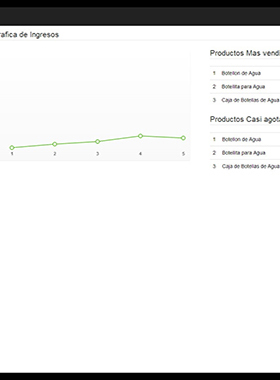 rafica de Ingresos
Productos Mas vendi
1 Botellon de Agua
2 Botellita para Agua
3 Caja de Botellas de Agua
Productos Casi agota
1 Botellon de Agua
2 Botellita para Agua
3 Caja de Botellas de Agua
1 2 3 4 5